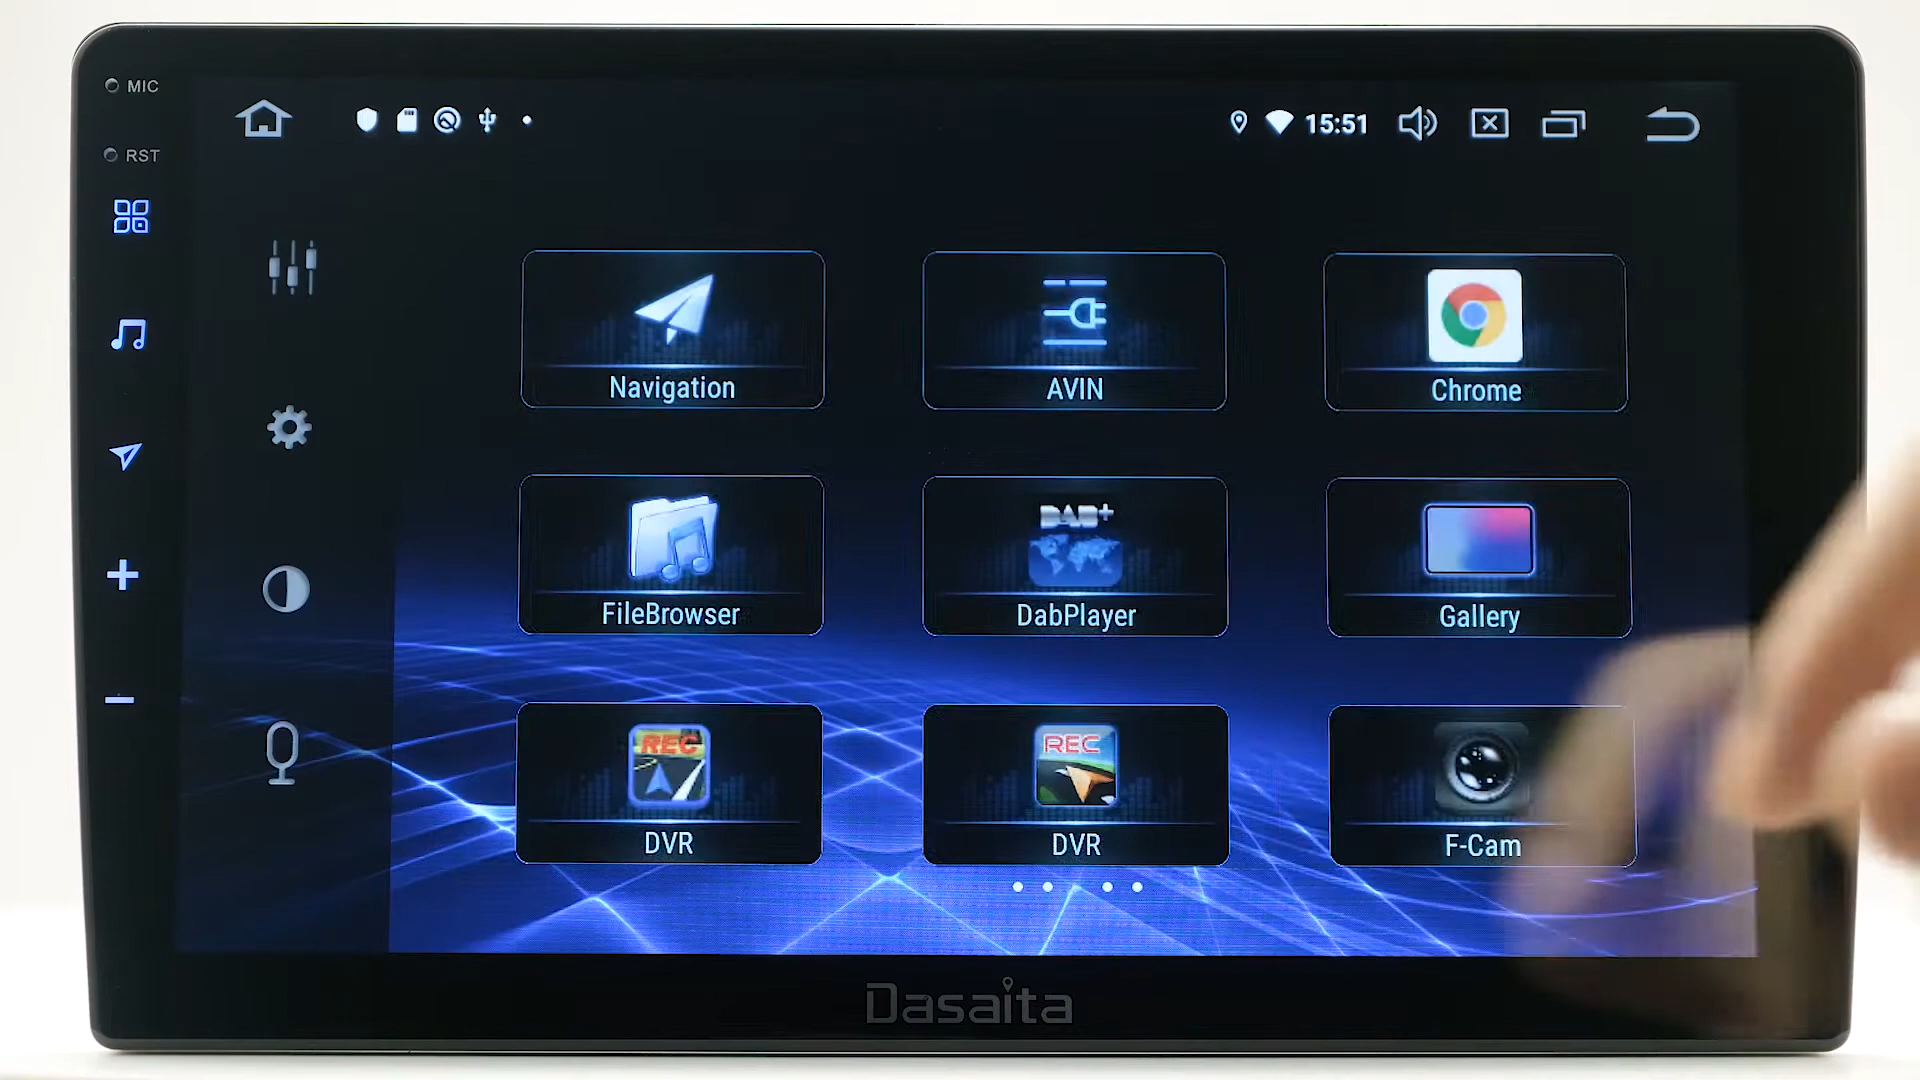 MIC
15:51
RST
Navigation
AVIN
Chrome
DAB+
FileBrowser
DabPlayer
Gallery
REC
REC
DVR
DVR
F-Cam
Dasaita